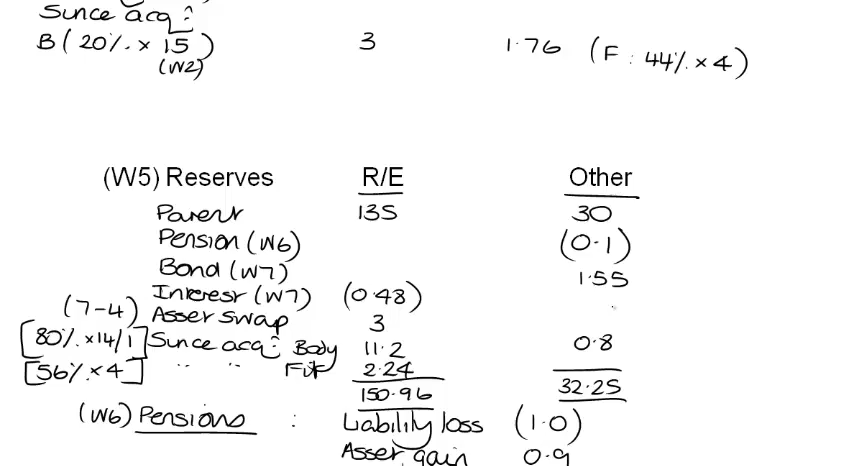 Since acq:
B (20% × 15) 3 1.76 (F: 44% × 4)
(W2)
(W5) Reserves R/E Other
Parent 135 30
Pension (W6) (0.1)
Bond (W7) 1.55
Interest (W7) (0.48)
(7-4) Asset swap 3
[80% × 14/1] Since acq: Body 11.2 0.8
[56% × 4] " " Fit 2.24
150.96 32.25
(W6) Pensions : Liability loss (1.0)
Asset gain 0.9